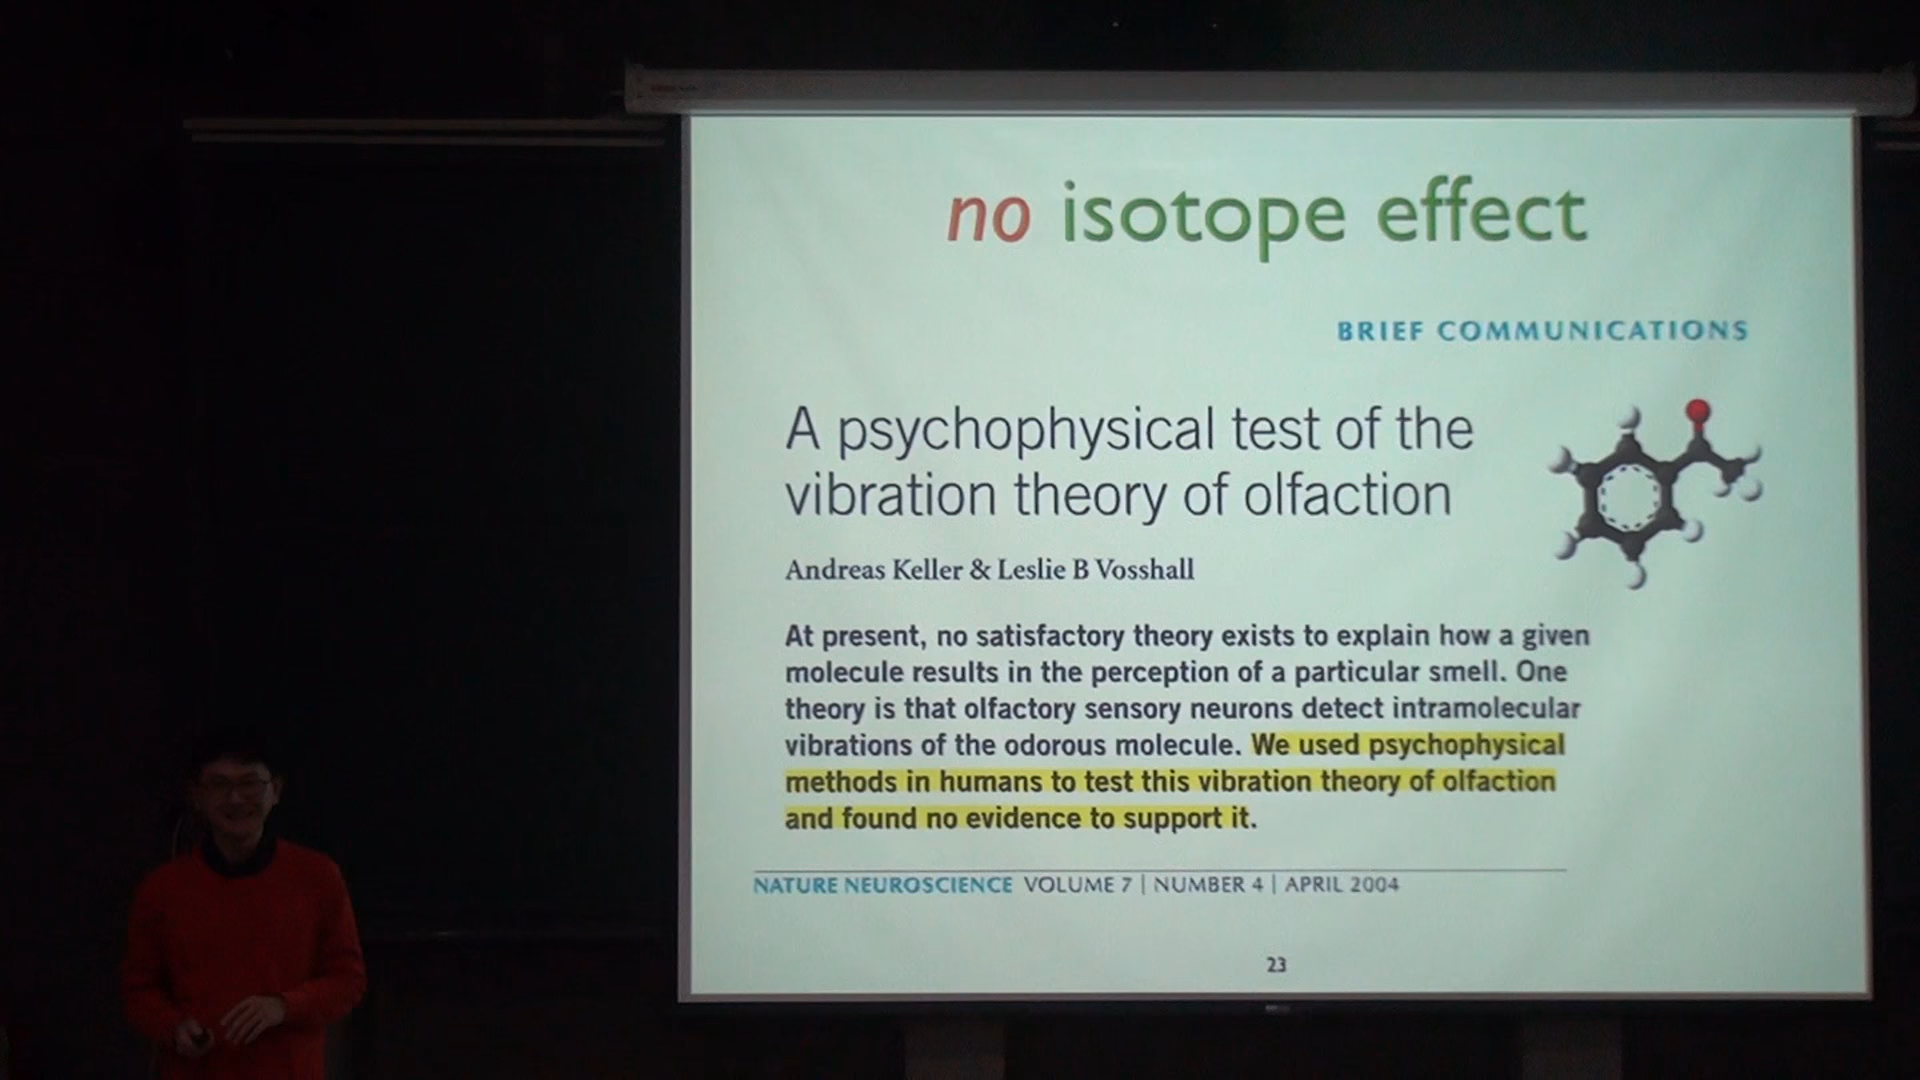 no isotope effect
BRIEF COMMUNICATIONS
A psychophysical test of the
vibration theory of olfaction
Andreas Keller & Leslie B Vosshall
At present, no satisfactory theory exists to explain how a given
molecule results in the perception of a particular smell. One
theory is that olfactory sensory neurons detect intramolecular
vibrations of the odorous molecule. We used psychophysical
methods in humans to test this vibration theory of olfaction
and found no evidence to support it.
NATURE NEUROSCIENCE VOLUME 7 | NUMBER 4 | APRIL 2004
23